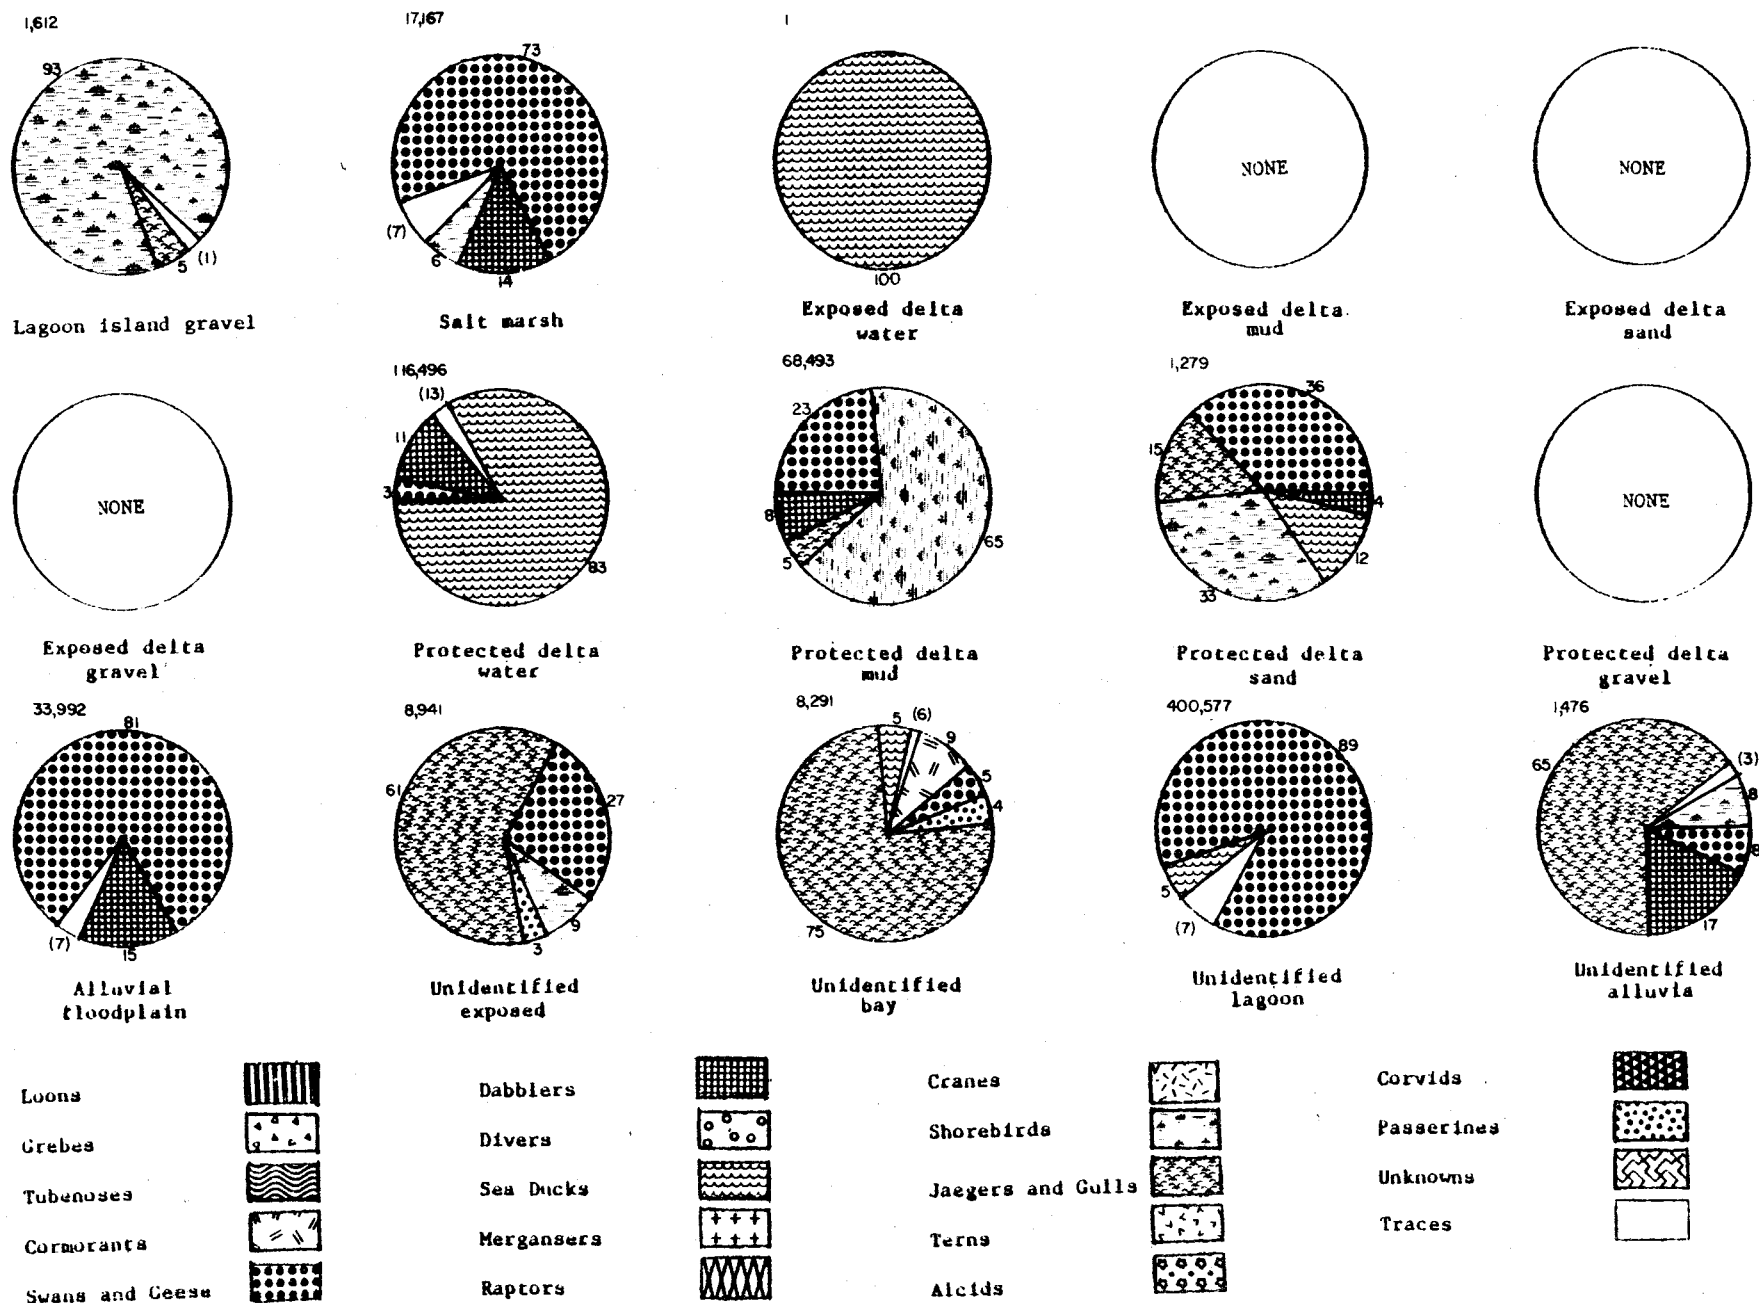 1,612
93
5
(1)
Lagoon island gravel
17,167
73
(7)
6
14
Salt marsh
1
100
Exposed delta
water
NONE
Exposed delta
mud
NONE
Exposed delta
sand
NONE
Exposed delta
gravel
116,496
(13)
11
3
83
Protected delta
water
68,493
23
8
5
65
Protected delta
mud
1,279
36
15
4
12
33
Protected delta
sand
NONE
Protected delta
gravel
33,992
81
(7)
15
Alluvial
floodplain
8,941
61
27
9
3
Unidentified
exposed
8,291
5
(6)
9
5
4
75
Unidentified
bay
400,577
89
5
(7)
Unidentified
lagoon
1,476
65
(3)
8
8
17
Unidentified
alluvia
Loons
Grebes
Tubenoses
Cormorants
Swans and Geese
Dabblers
Divers
Sea Ducks
Mergansers
Raptors
Cranes
Shorebirds
Jaegers and Gulls
Terns
Alcids
Corvids
Passerines
Unknowns
Traces